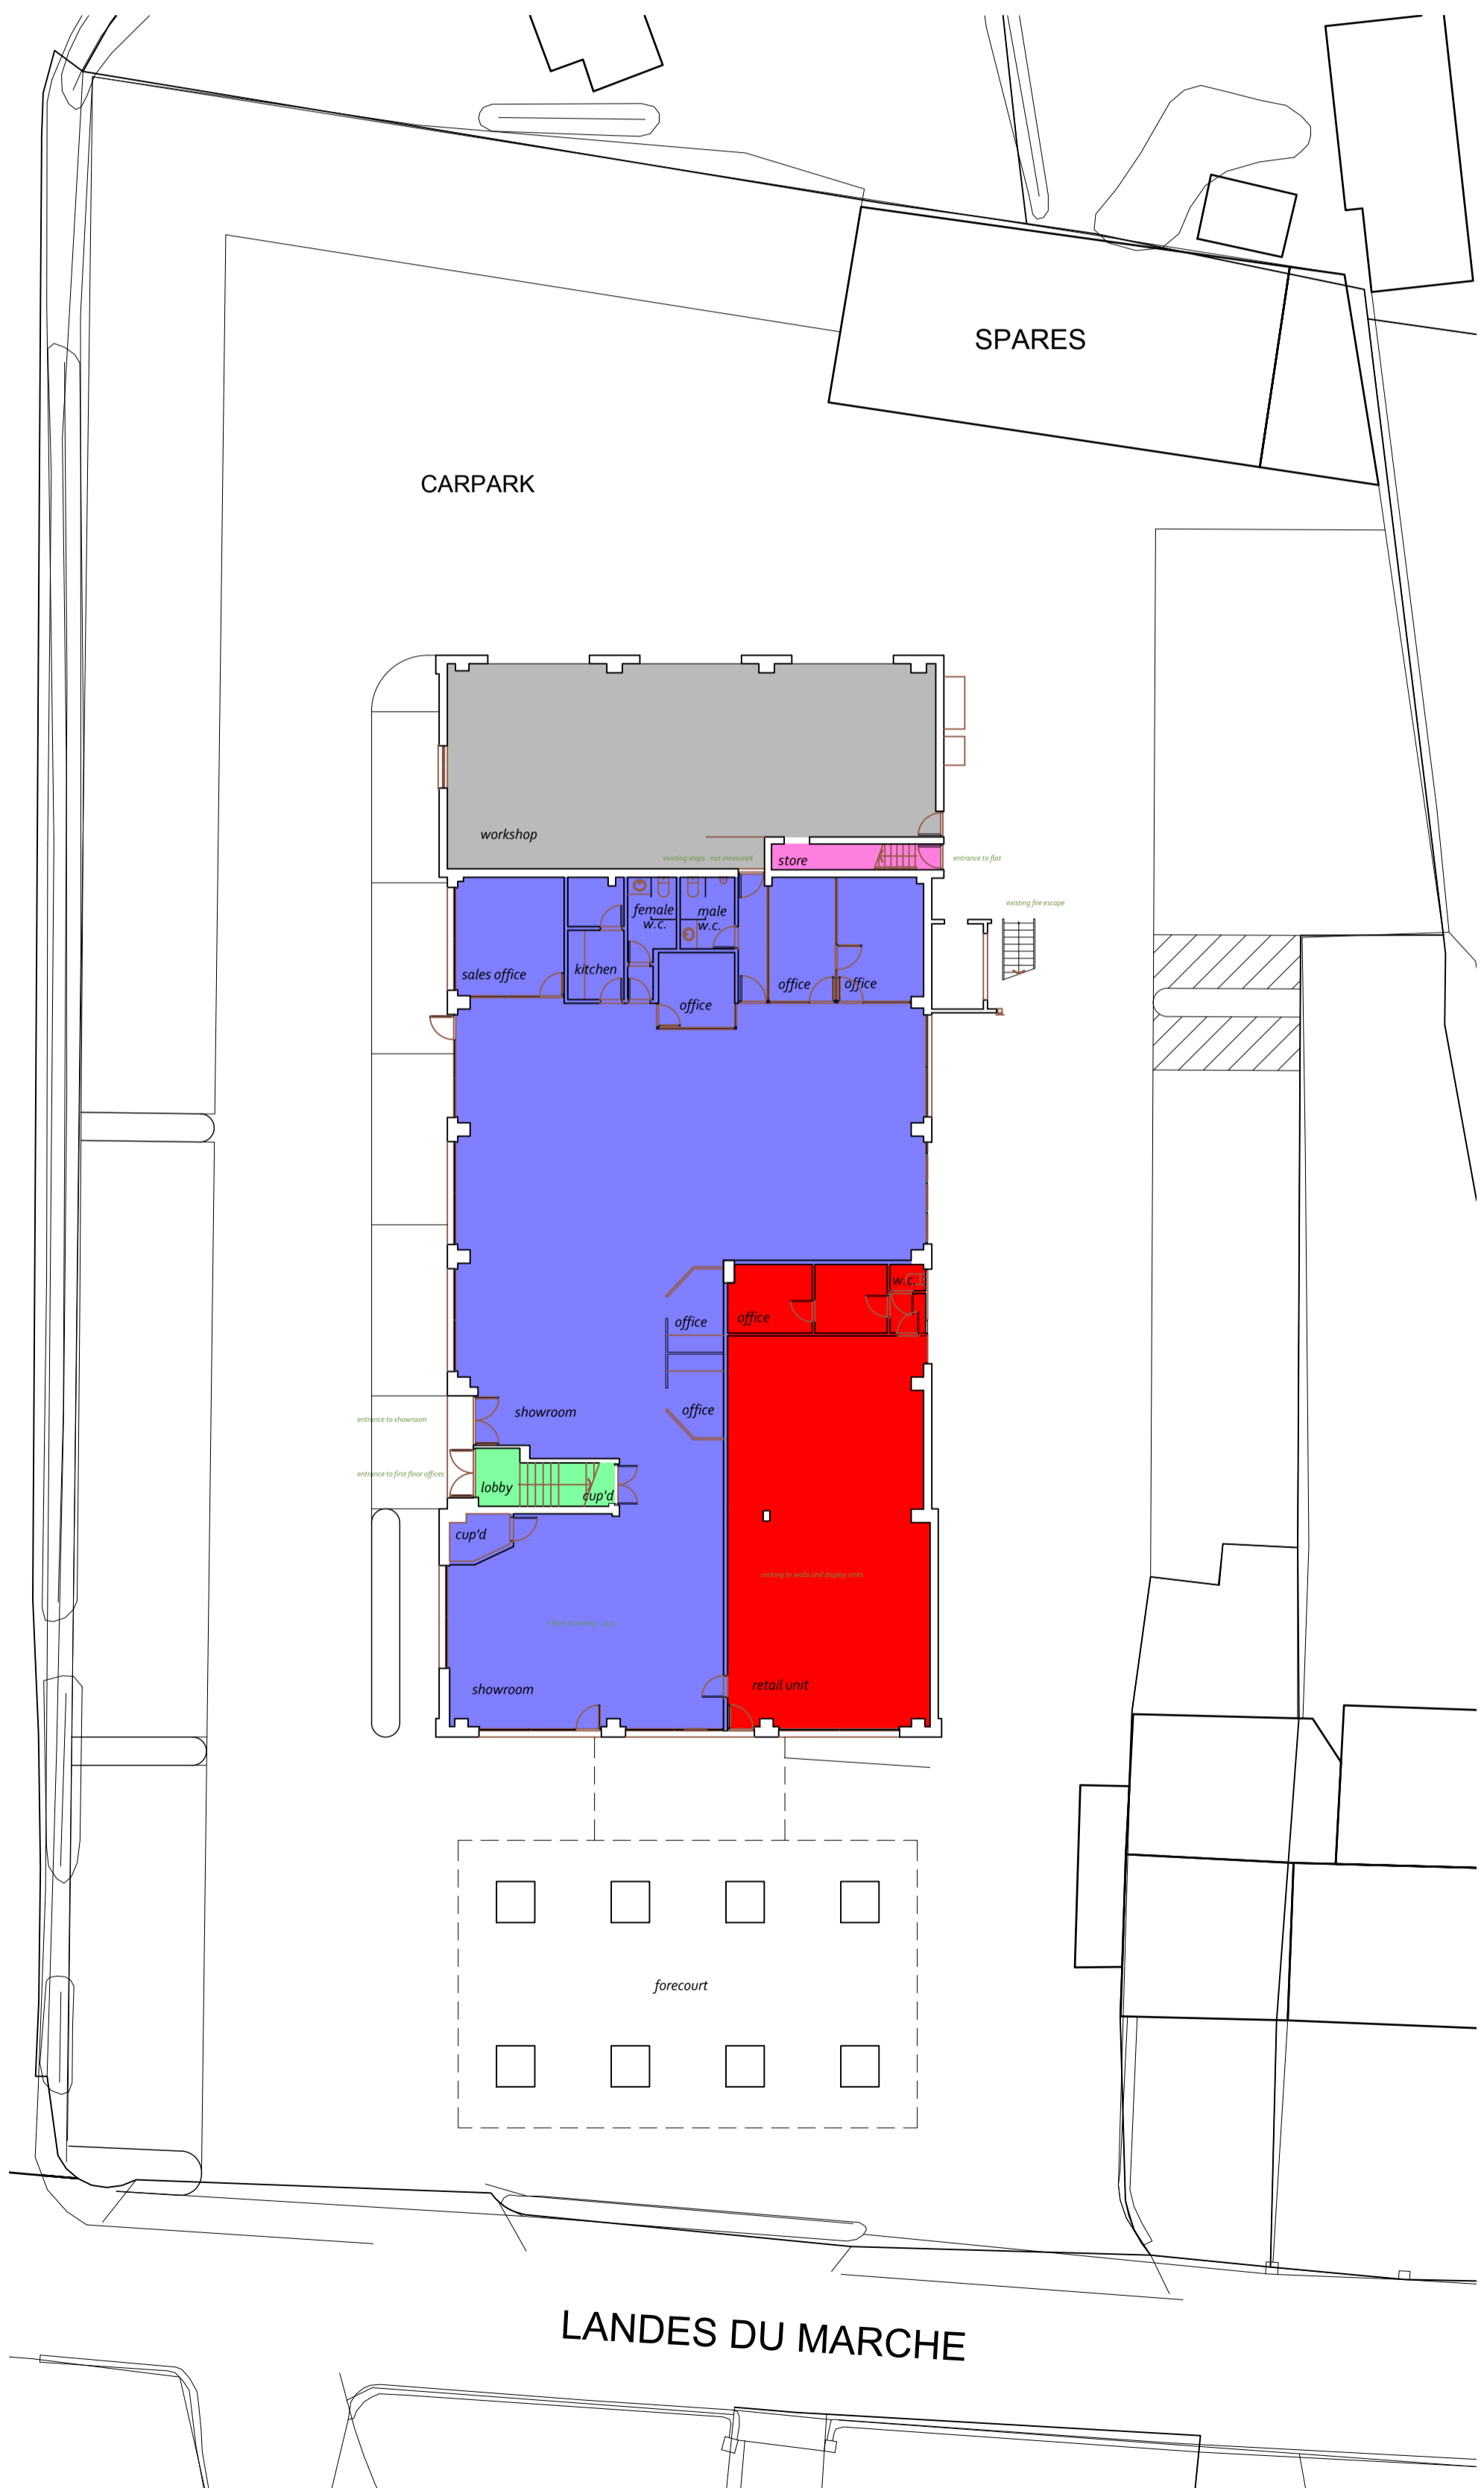 SPARES
CARPARK
workshop
existing steps . not measured
store
entrance to flat
existing fire escape
female
w.c.
male
w.c.
sales office
kitchen
office
office
office
w.c.
office
office
office
showroom
entrance to showroom
entrance to first floor offices
lobby
cup'd
cup'd
racking to walls and display units
showroom
retail unit
forecourt
LANDES DU MARCHE